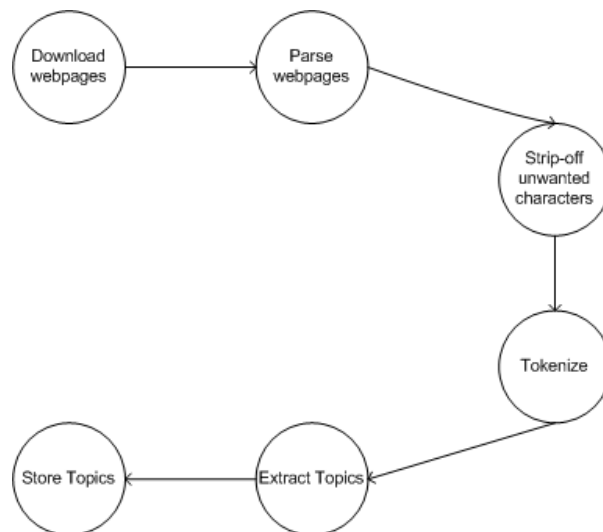 Download
webpages
Parse
webpages
Strip-off
unwanted
characters
Tokenize
Extract Topics
Store Topics